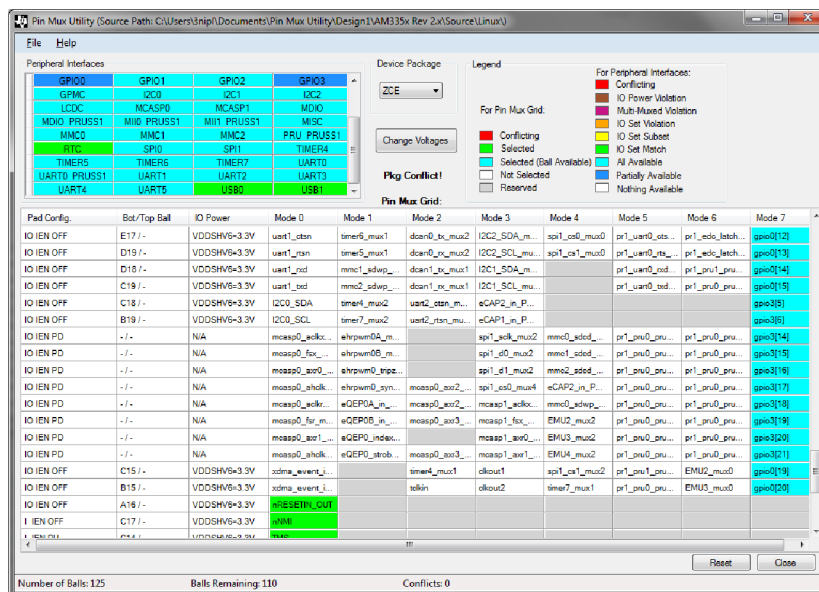 Pin Mux Utility (Source Path: C:\Users\3nipl\Documents\Pin Mux Utility\Design1\AM335x Rev 2.x\Source\Linux\)
File Help
Peripheral Interfaces
GPIO0 GPIO1 GPIO2 GPIO3
GPMC I2C0 I2C1 I2C2
LCDC MCASP0 MCASP1 MDIO
MDIO PRUSS1 MII0 PRUSS1 MII1 PRUSS1 MISC
MMC0 MMC1 MMC2 PRU PRUSS1
RTC SPI0 SPI1 TIMER4
TIMER5 TIMER6 TIMER7 UART0
UART0 PRUSS1 UART1 UART2 UART3
UART4 UART5 USB0 USB1
Device Package
ZCE
Change Voltages
Pkg Conflict!
Pin Mux Grid:
Legend
For Pin Mux Grid:
Conflicting
Selected
Selected (Ball Available)
Not Selected
Reserved
For Peripheral Interfaces:
Conflicting
IO Power Violation
Multi-Muxed Violation
IO Set Violation
IO Set Subset
IO Set Match
All Available
Partially Available
Nothing Available
Pad Config. Bot/Top Ball IO Power Mode 0 Mode 1 Mode 2 Mode 3 Mode 4 Mode 5 Mode 6 Mode 7
IO IEN OFF E17 / - VDDSHV6=3.3V uart1_ctsn timer6_mux1 dcan0_tx_mux2 I2C2_SDA_m... spi1_cs0_mux0 pr1_uart0_cts... pr1_edc_latch... gpio0[12]
IO IEN OFF D19 / - VDDSHV6=3.3V uart1_rtsn timer5_mux1 dcan0_rx_mux2 I2C2_SCL_mu... spi1_cs1_mux0 pr1_uart0_rts_... pr1_edc_latch... gpio0[13]
IO IEN OFF D18 / - VDDSHV6=3.3V uart1_rxd mmc1_sdwp_... dcan1_tx_mux1 I2C1_SDA_m... pr1_uart0_rxd... pr1_pru1_pru... gpio0[14]
IO IEN OFF C19 / - VDDSHV6=3.3V uart1_txd mmc2_sdwp_... dcan1_rx_mux1 I2C1_SCL_mu... pr1_uart0_txd... pr1_pru0_pru... gpio0[15]
IO IEN OFF C18 / - VDDSHV6=3.3V I2C0_SDA timer4_mux2 uart2_ctsn_m... eCAP2_in_P... gpio3[5]
IO IEN OFF B19 / - VDDSHV6=3.3V I2C0_SCL timer7_mux2 uart2_rtsn_mu... eCAP1_in_P... gpio3[6]
IO IEN PD - / - N/A mcasp0_aclkx... ehrpwm0A_m... spi1_sclk_mux2 mmc0_sdcd_... pr1_pru0_pru... pr1_pru0_pru... gpio3[14]
IO IEN PD - / - N/A mcasp0_fsx_... ehrpwm0B_m... spi1_d0_mux2 mmc1_sdcd_... pr1_pru0_pru... pr1_pru0_pru... gpio3[15]
IO IEN PD - / - N/A mcasp0_axr0_... ehrpwm0_tripz... spi1_d1_mux2 mmc2_sdcd_... pr1_pru0_pru... pr1_pru0_pru... gpio3[16]
IO IEN PD - / - N/A mcasp0_ahclk... ehrpwm0_syn... mcasp0_axr2_... spi1_cs0_mux4 eCAP2_in_P... pr1_pru0_pru... pr1_pru0_pru... gpio3[17]
IO IEN PD - / - N/A mcasp0_aclkr... eQEP0A_in_... mcasp0_axr2_... mcasp1_aclkx... mmc0_sdwp_... pr1_pru0_pru... pr1_pru0_pru... gpio3[18]
IO IEN PD - / - N/A mcasp0_fsr_m... eQEP0B_in_... mcasp0_axr3_... mcasp1_fsx_... EMU2_mux2 pr1_pru0_pru... pr1_pru0_pru... gpio3[19]
IO IEN PD - / - N/A mcasp0_axr1_... eQEP0_index... mcasp1_axr0_... EMU3_mux2 pr1_pru0_pru... pr1_pru0_pru... gpio3[20]
IO IEN PD - / - N/A mcasp0_ahclk... eQEP0_strob... mcasp0_axr3_... mcasp1_axr1_... EMU4_mux2 pr1_pru0_pru... pr1_pru0_pru... gpio3[21]
IO IEN OFF C15 / - VDDSHV6=3.3V xdma_event_i... timer4_mux1 clkout1 spi1_cs1_mux2 pr1_pru1_pru... EMU2_mux0 gpio0[19]
IO IEN OFF B15 / - VDDSHV6=3.3V xdma_event_i... tclkin clkout2 timer7_mux1 pr1_pru0_pru... EMU3_mux0 gpio0[20]
IO IEN OFF A16 / - VDDSHV6=3.3V nRESETIN_OUT
I IEN OFF C17 / - VDDSHV6=3.3V nNMI
I IEN PU C14 / - VDDSHV6=3.3V TMS
Reset Close
Number of Balls: 125 Balls Remaining: 110 Conflicts: 0